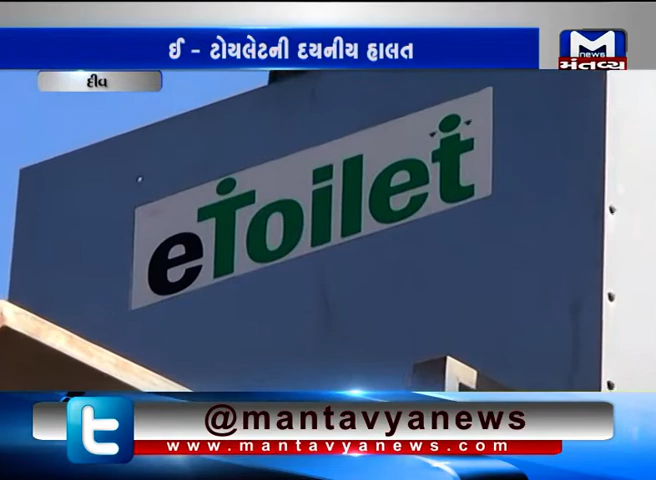 ઈ - ટોયલેટની દયનીય હાલત
M
news
મંતવ્ય
દીવ
eToilet
@mantavyanews
www.mantavyanews.com